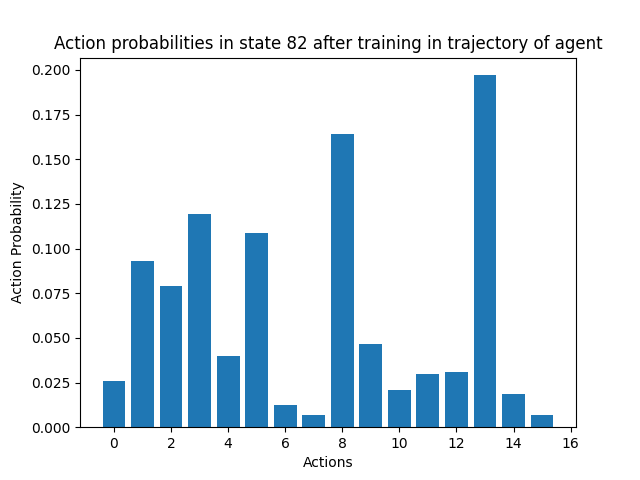 Action probabilities in state 82 after training in trajectory of agent
0.200
0.175
0.150
0.125
0.100
0.075
0.050
0.025
0.000
Action Probability
0 2 4 6 8 10 12 14 16
Actions